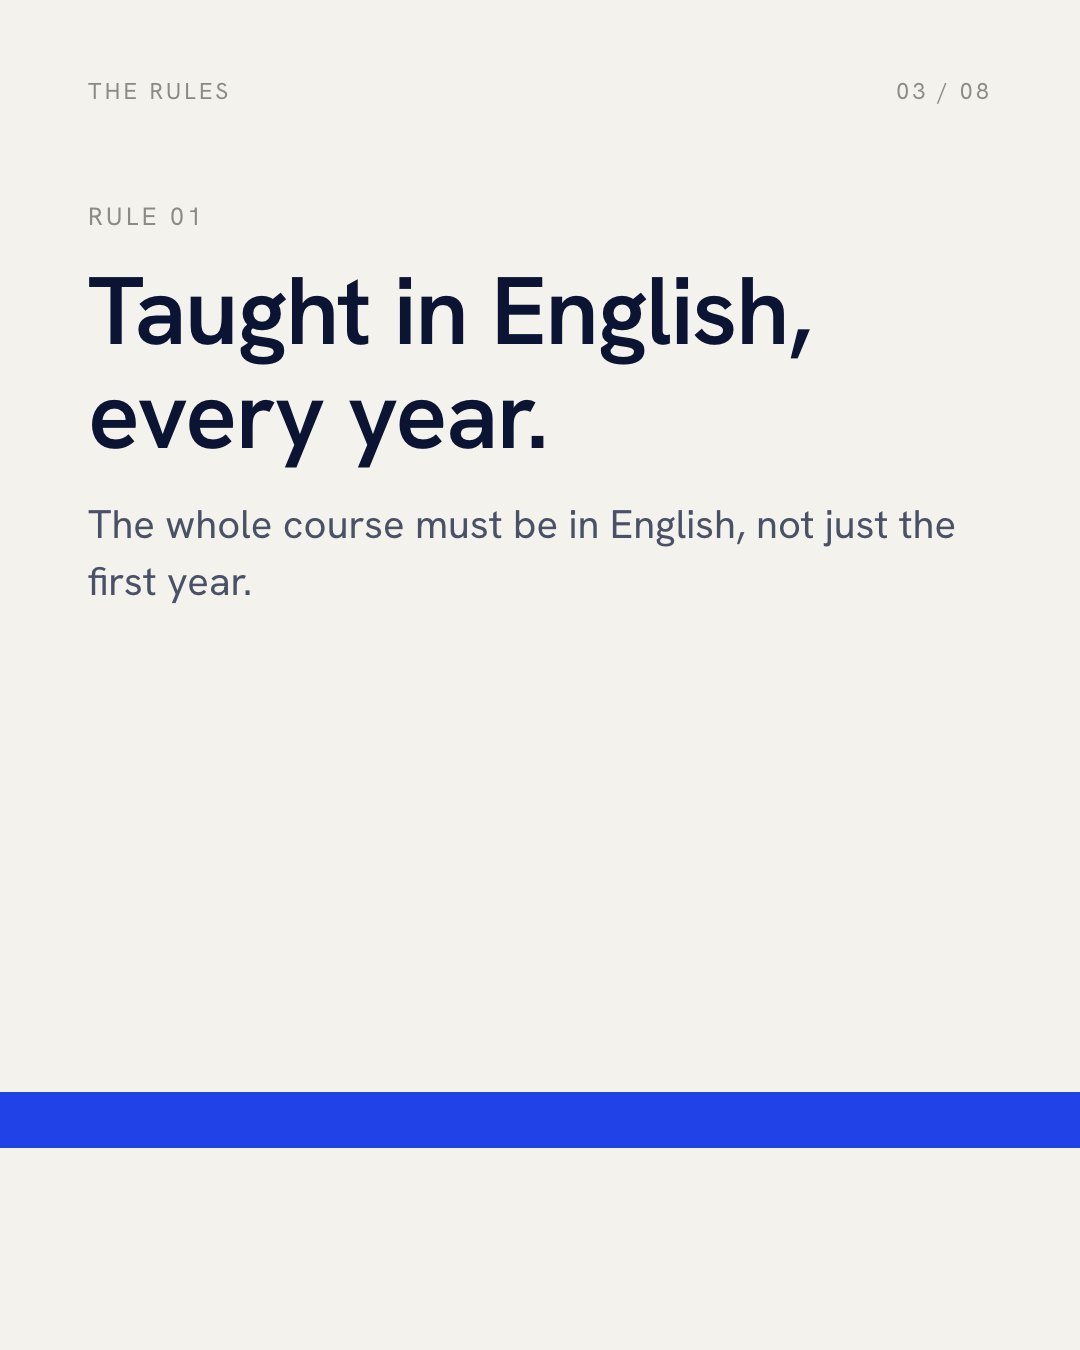 THE RULES
03 / 08
RULE 01
Taught in English,
every year.
The whole course must be in English, not just the
first year.